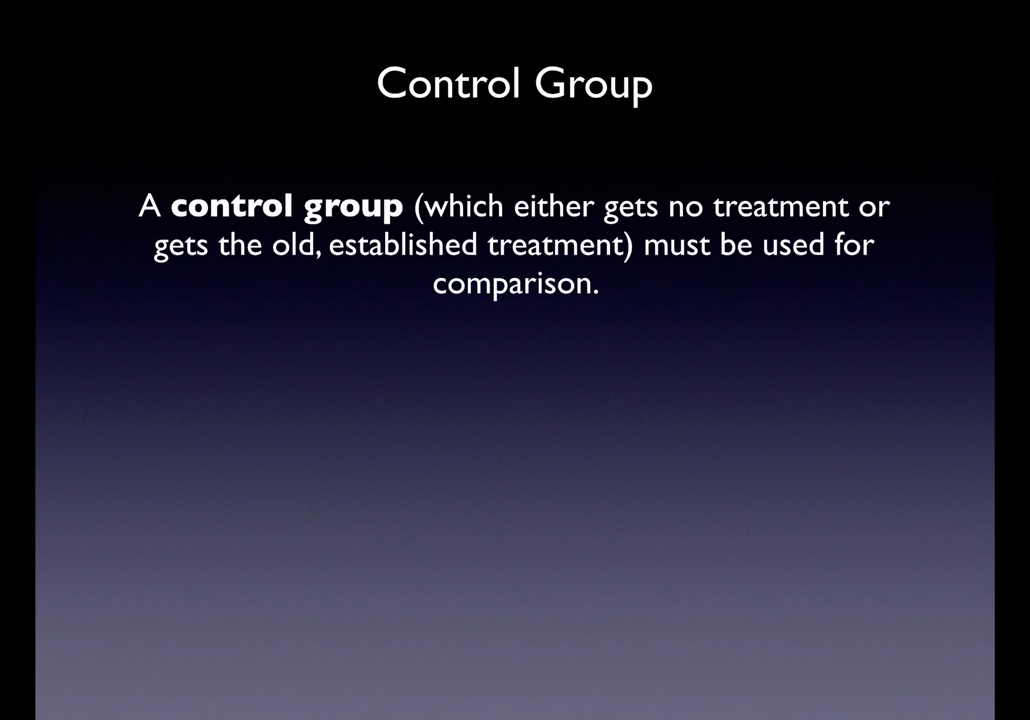 Control Group
A control group (which either gets no treatment or
gets the old, established treatment) must be used for
comparison.